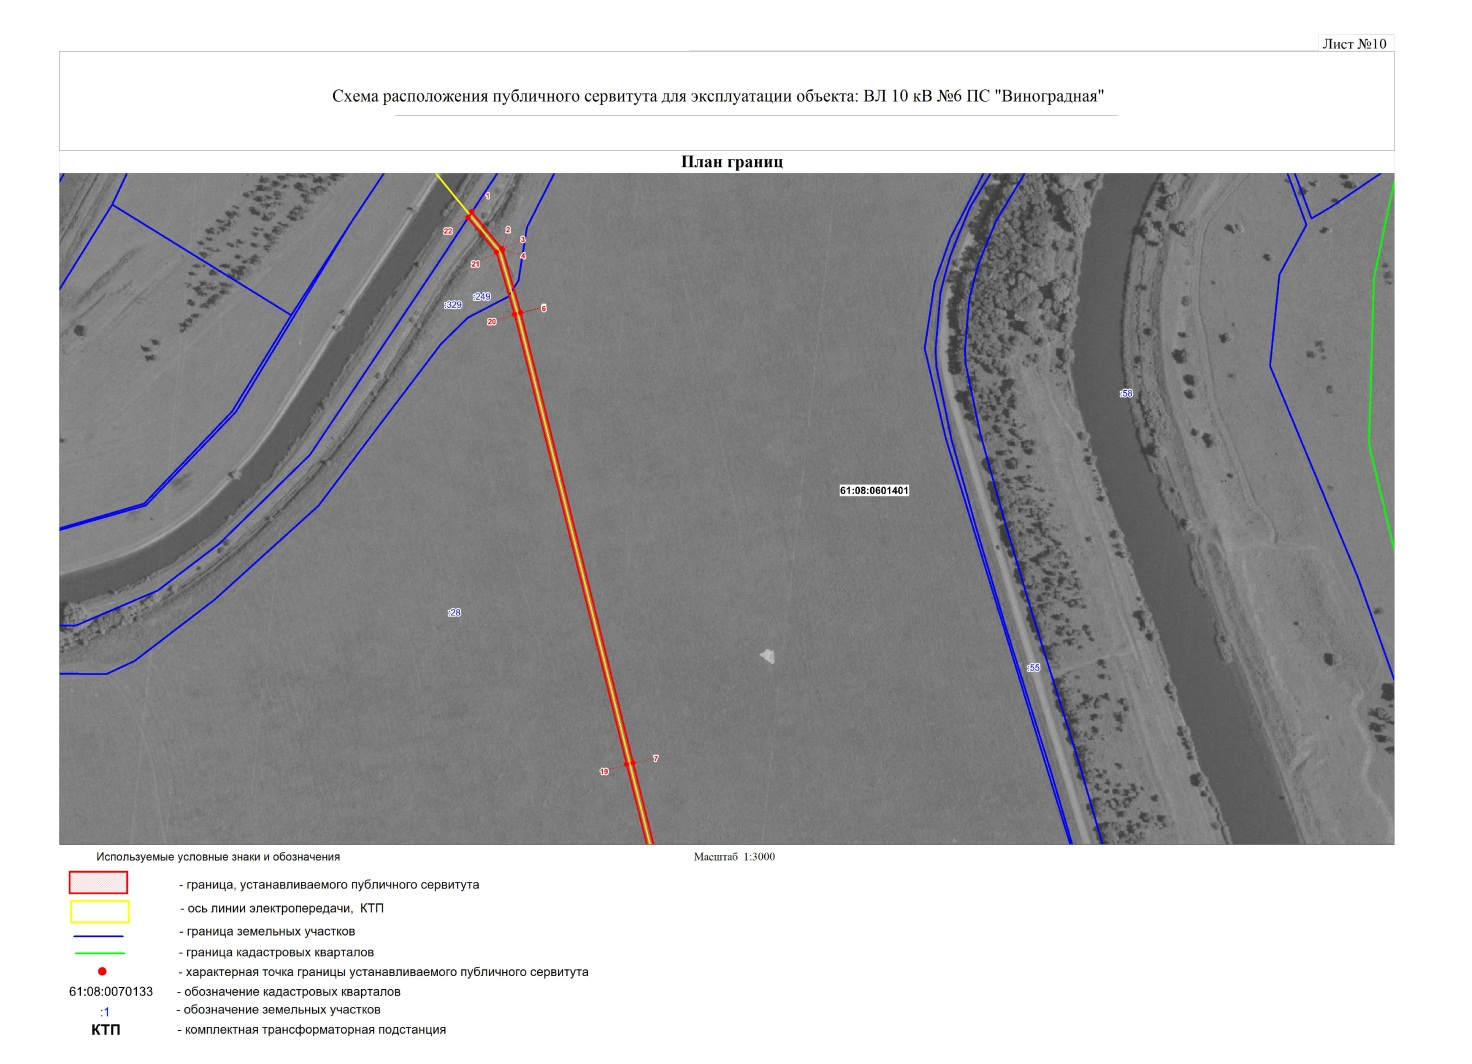 Лист №10
Схема расположения публичного сервитута для эксплуатации объекта: ВЛ 10 кВ №6 ПС "Виноградная"
План границ
1
22
2
3
4
21
:249
:329
6
20
:58
61:08:0601401
:28
:55
7
19
Используемые условные знаки и обозначения
Масштаб 1:3000
- граница, устанавливаемого публичного сервитута
- ось линии электропередачи, КТП
- граница земельных участков
- граница кадастровых кварталов
- характерная точка границы устанавливаемого публичного сервитута
61:08:0070133 - обозначение кадастровых кварталов
:1 - обозначение земельных участков
КТП - комплектная трансформаторная подстанция